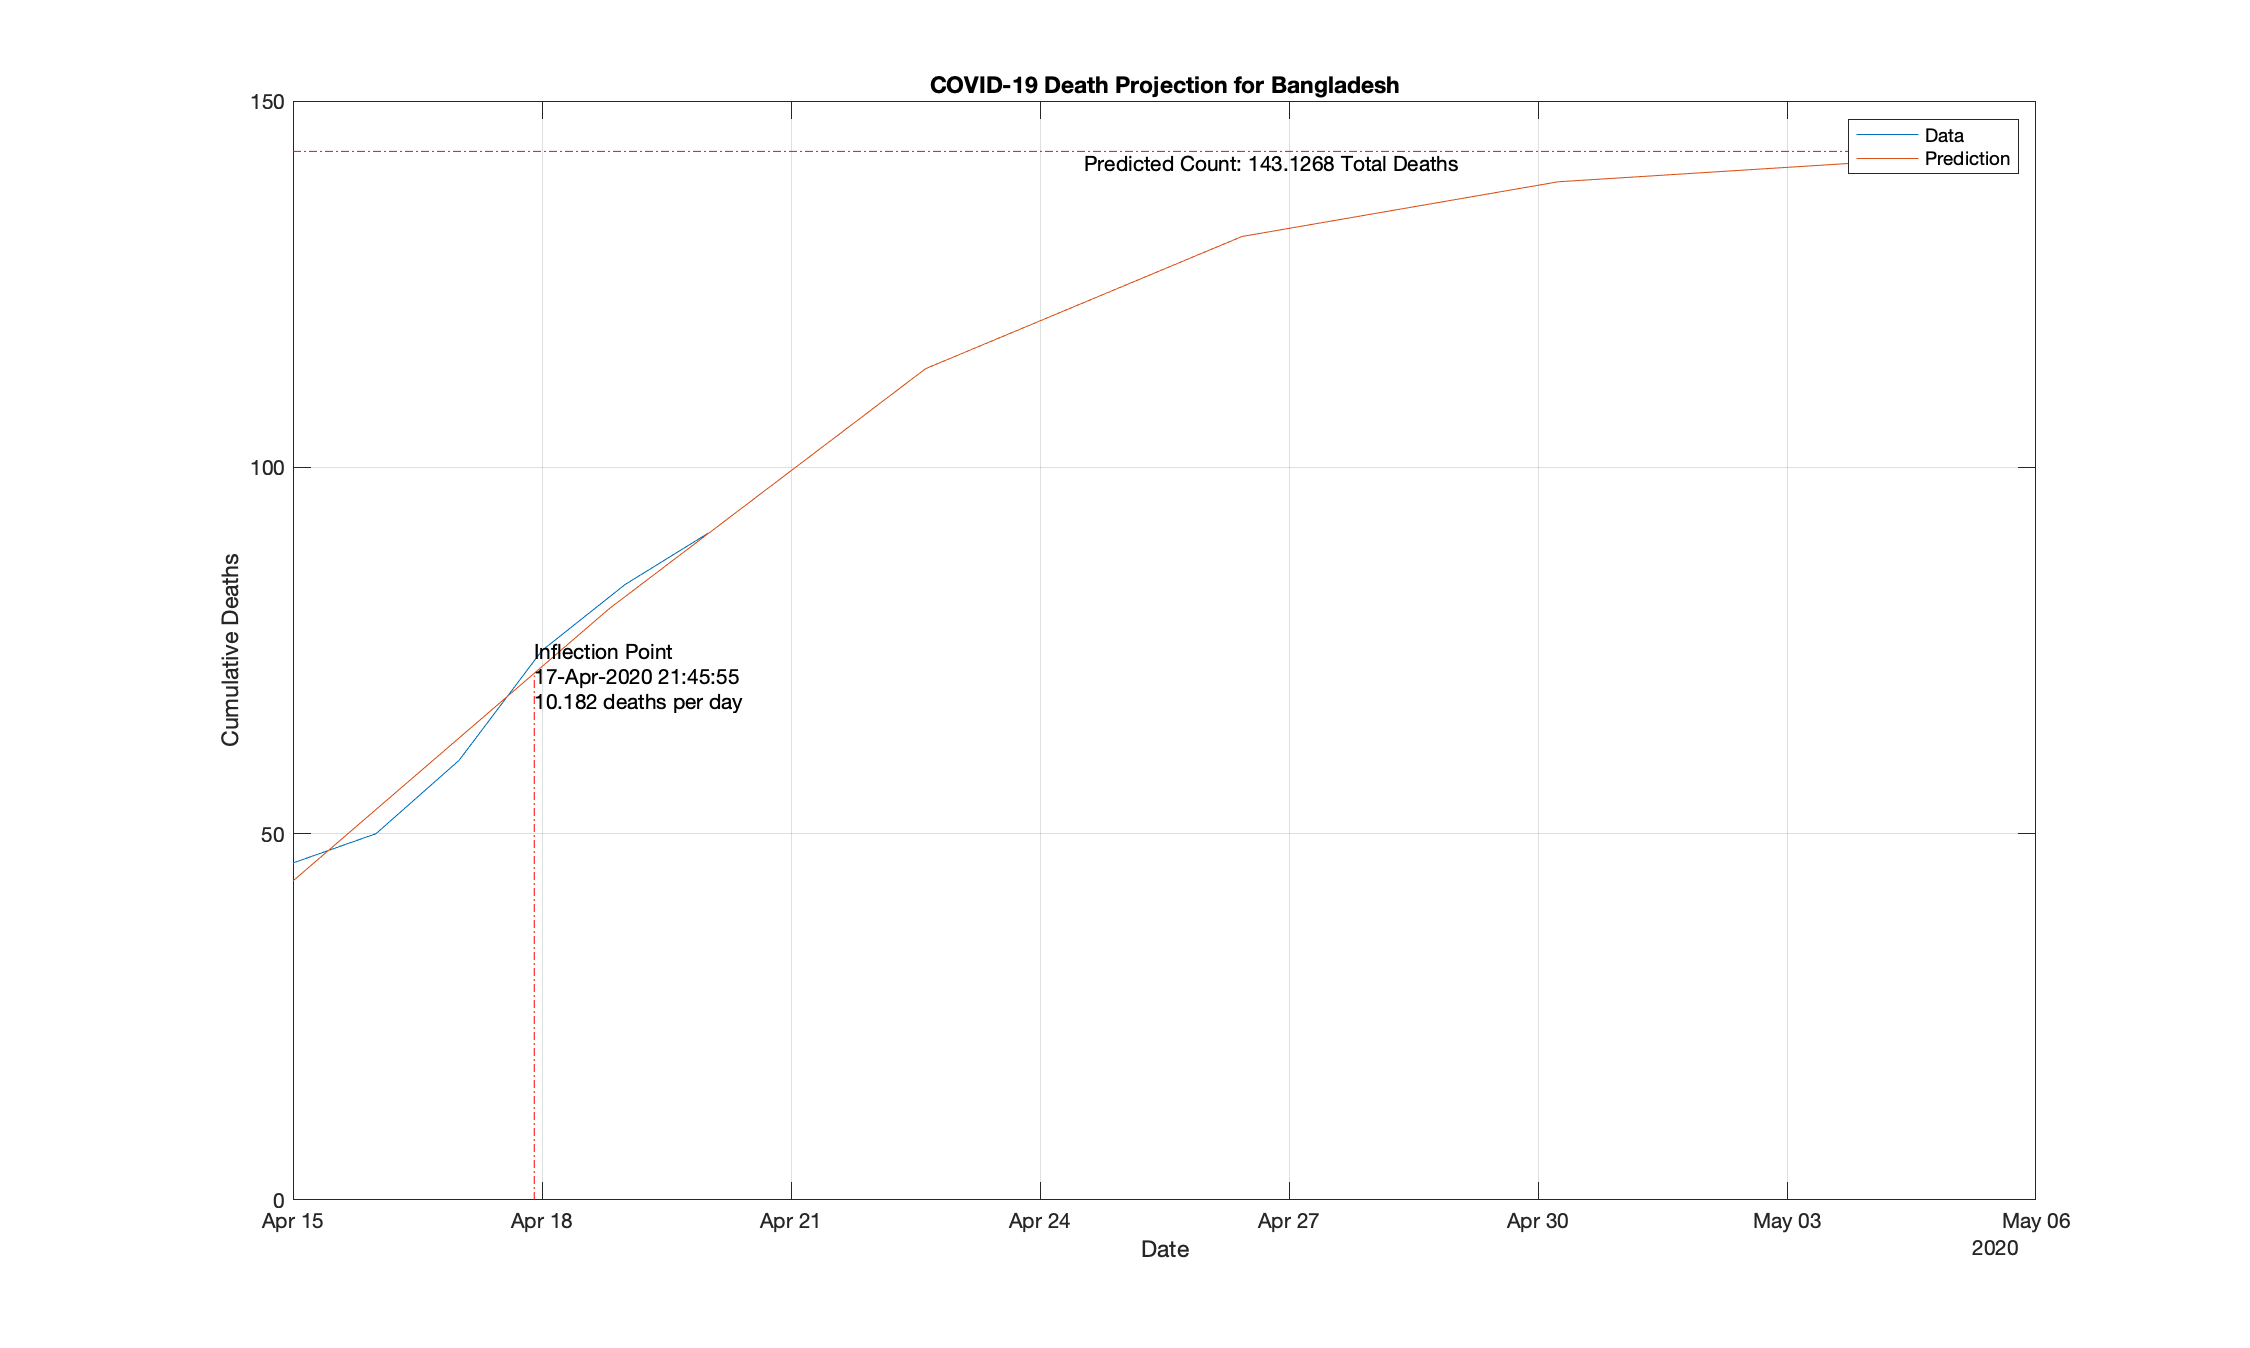 COVID-19 Death Projection for Bangladesh
150
Data
Prediction
Predicted Count: 143.1268 Total Deaths
100
Inflection Point
17-Apr-2020 21:45:55
10.182 deaths per day
Cumulative Deaths
50
0
Apr 15 Apr 18 Apr 21 Apr 24 Apr 27 Apr 30 May 03 May 06
Date
2020